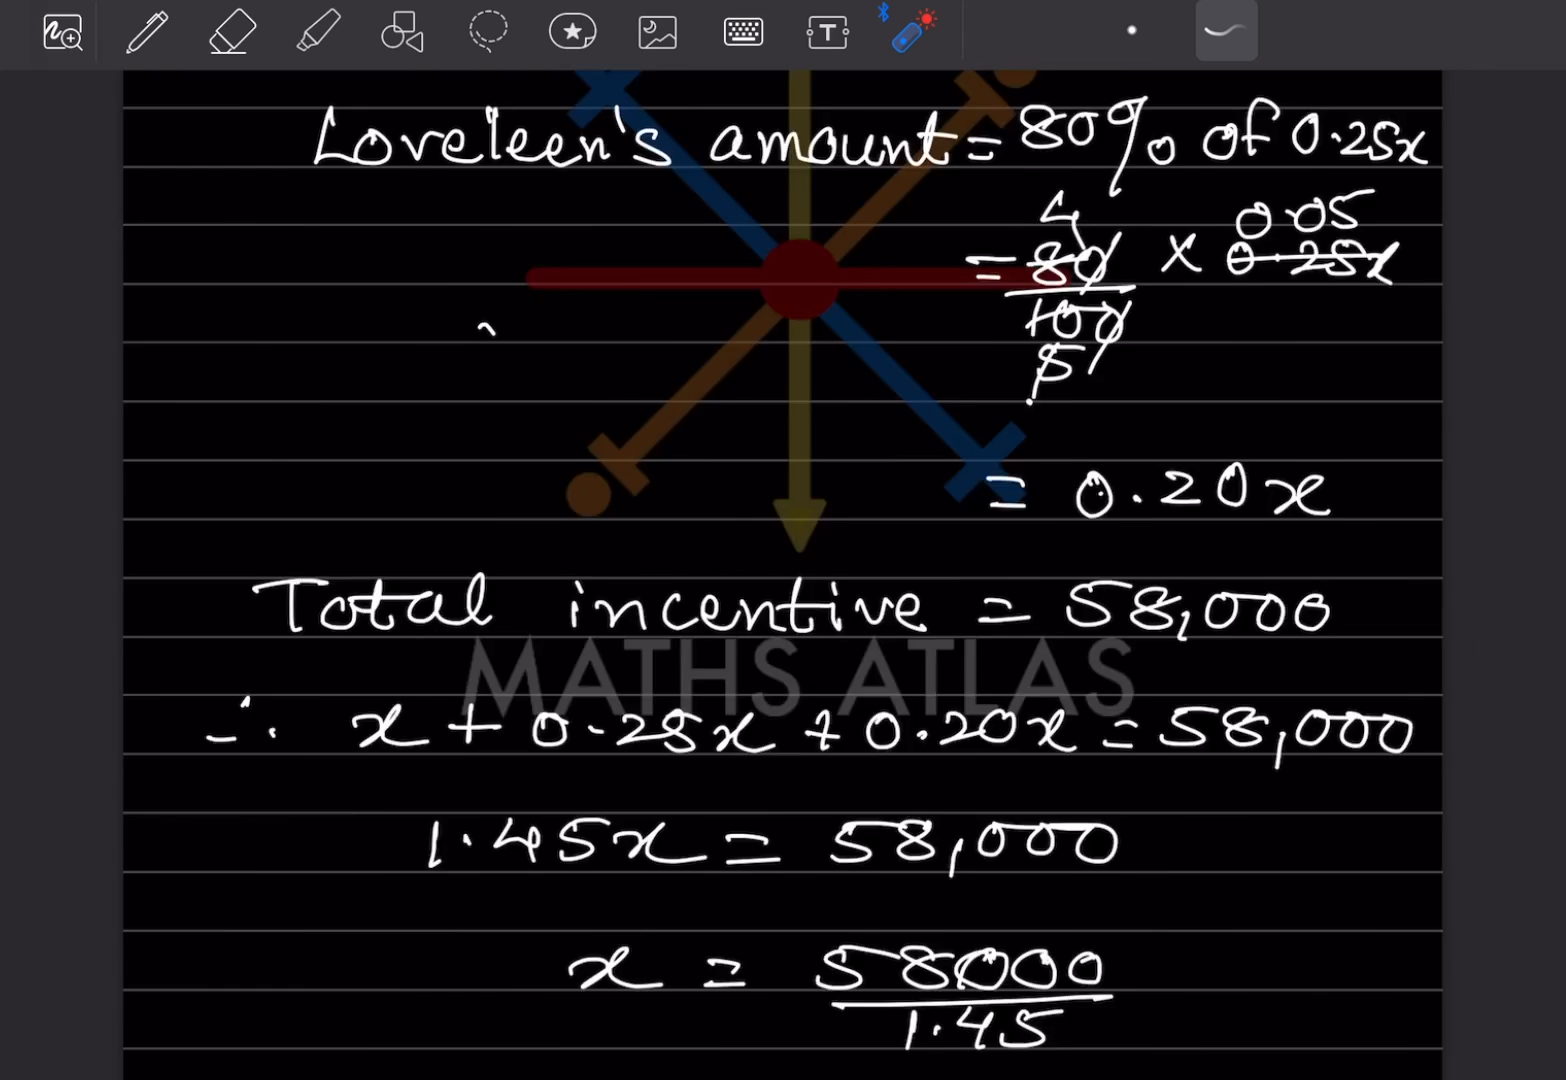 Loveleen's amount = 80% of 0.25x
4 0.05
= 80/100 × 0.25x
5
= 0.20x
Total incentive = 58,000
MATHS ATLAS
∴ x + 0.25x + 0.20x = 58,000
1.45x = 58,000
x = 58000/1.45